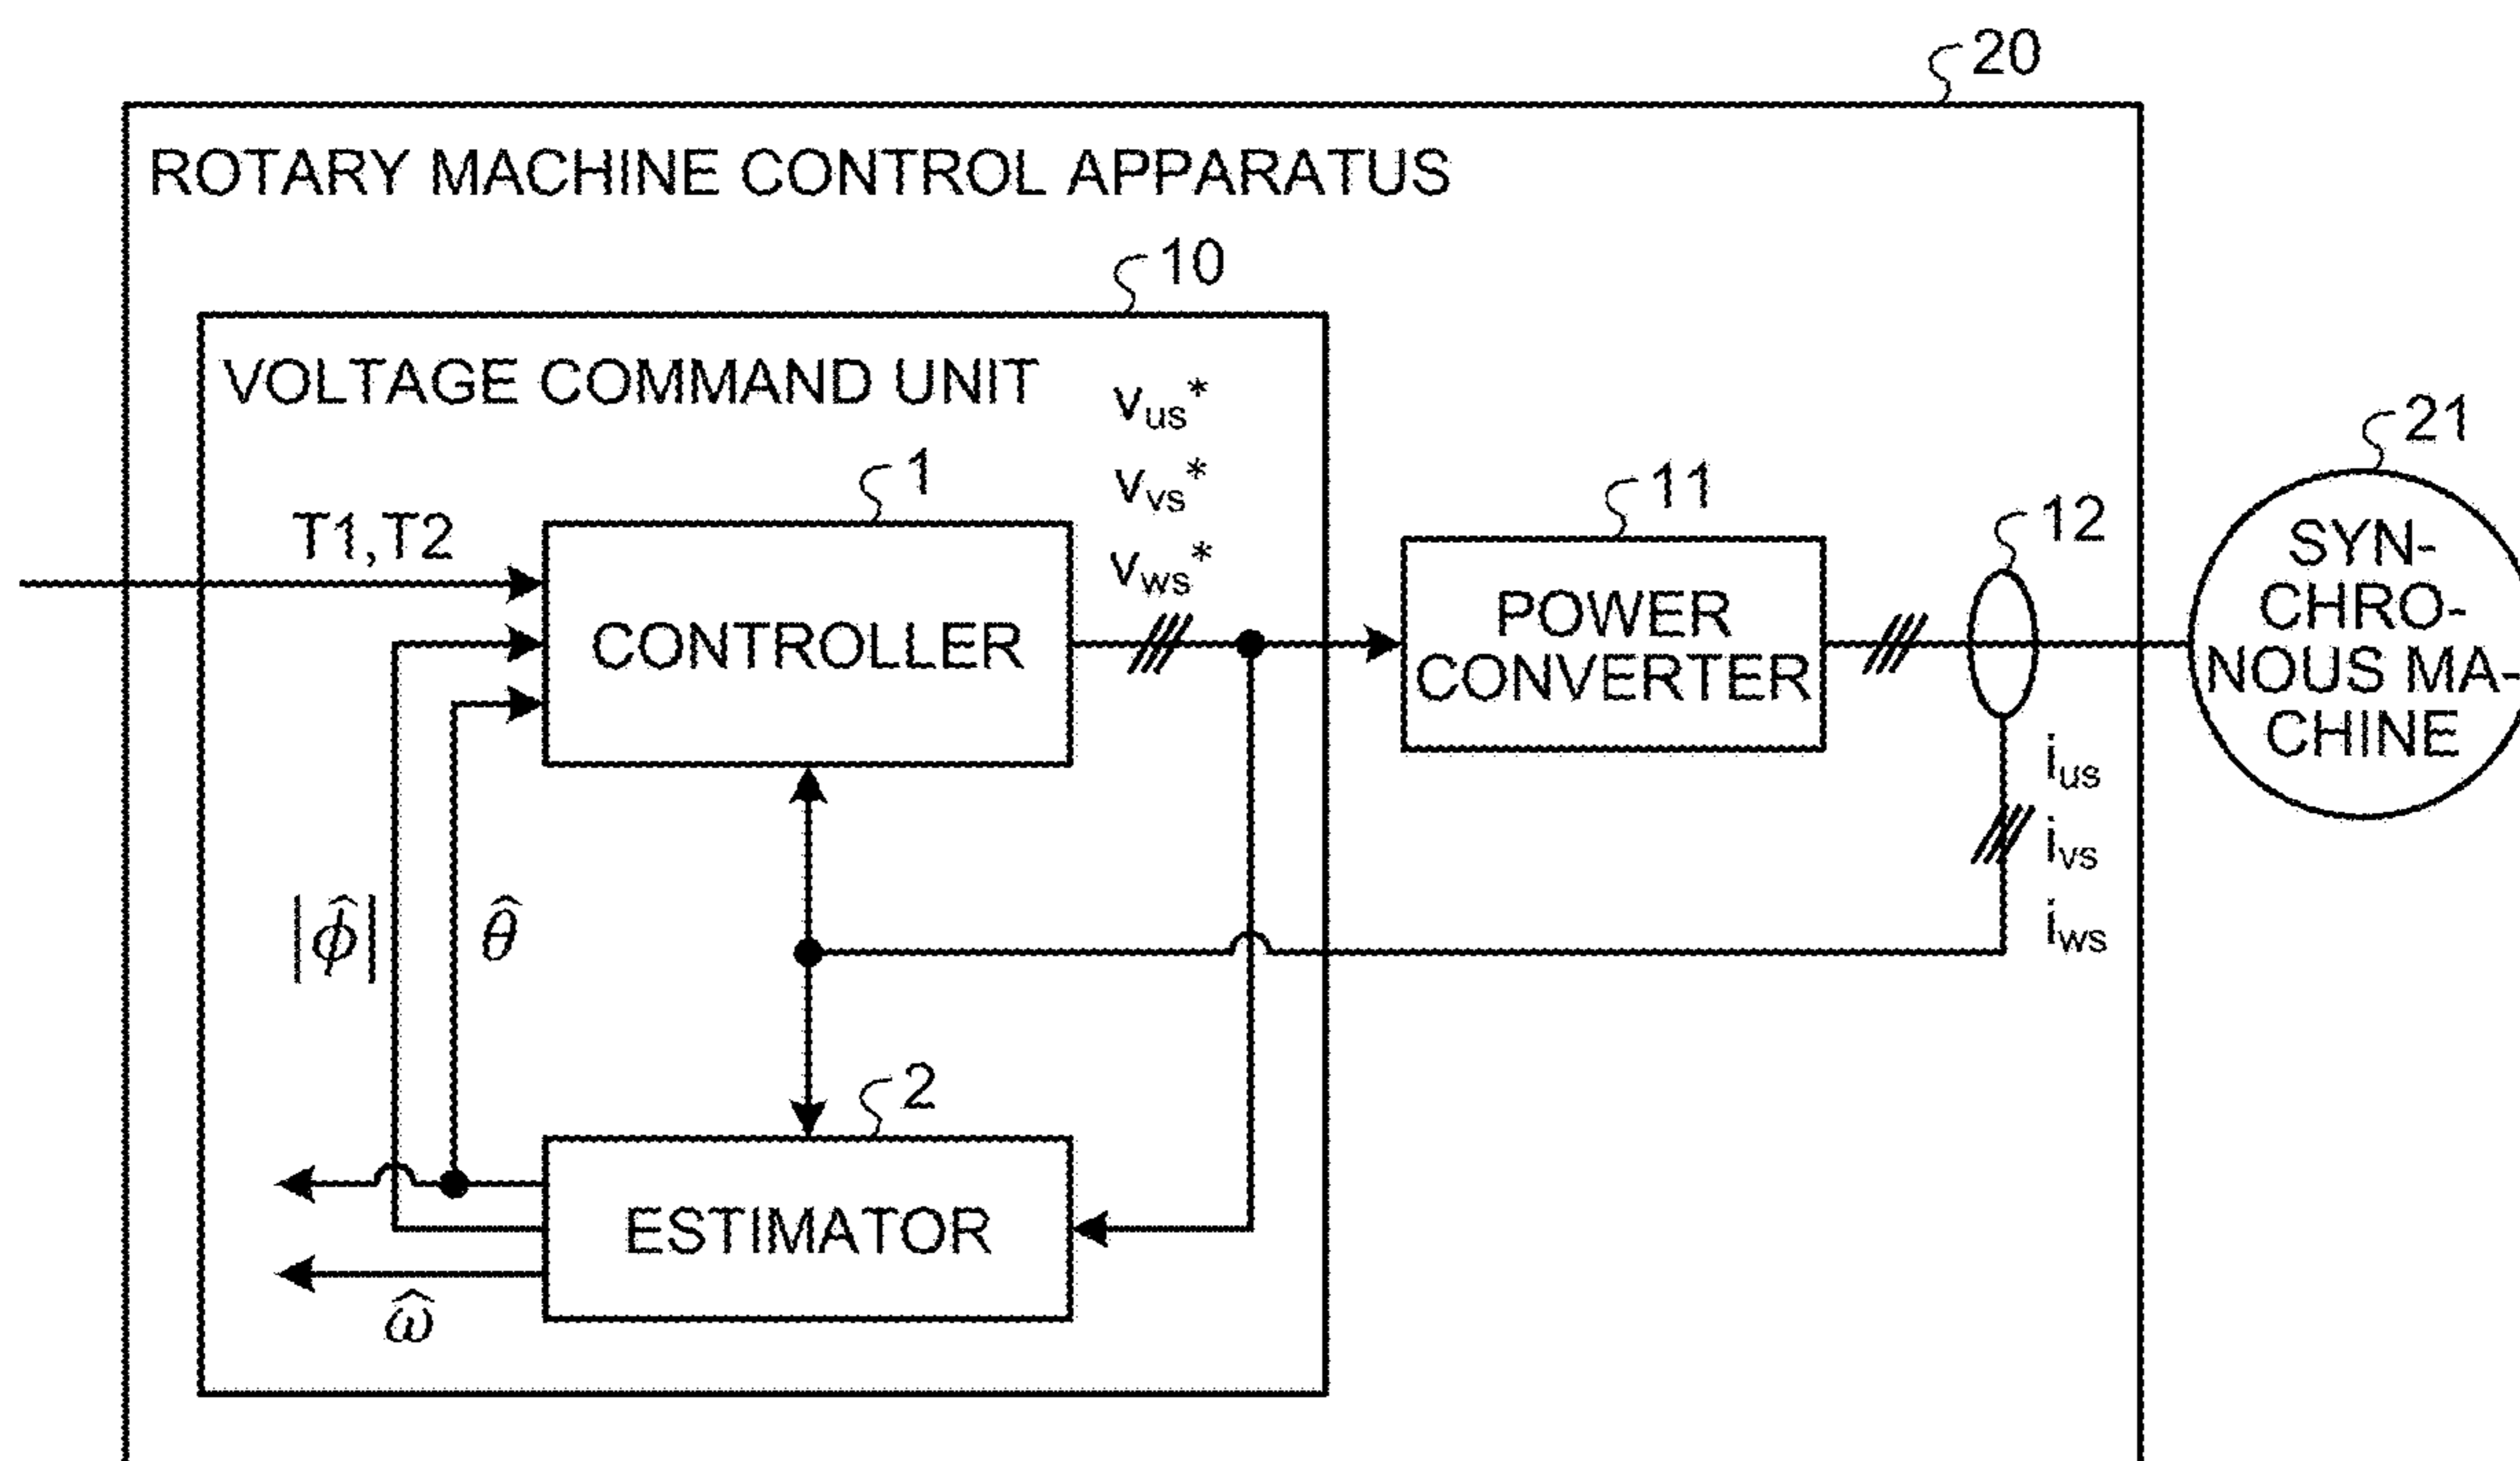 20
ROTARY MACHINE CONTROL APPARATUS
10
VOLTAGE COMMAND UNIT
vus*
vvs*
vws*
1
T1,T2
CONTROLLER
11
POWER
CONVERTER
12
21
SYN-
CHRO-
NOUS MA-
CHINE
ius
ivs
iws
|ϕ̂|
θ̂
2
ESTIMATOR
ω̂